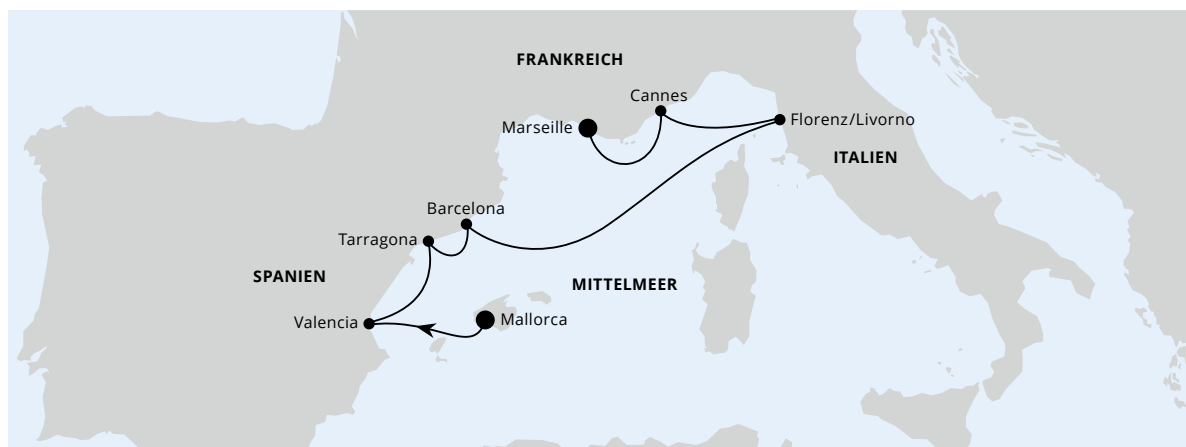 FRANKREICH
Cannes
Marseille
Florenz/Livorno
ITALIEN
Barcelona
Tarragona
SPANIEN
MITTELMEER
Valencia
Mallorca